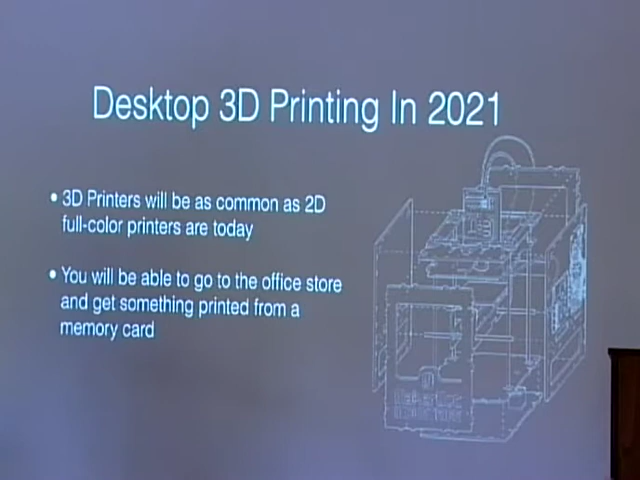 Desktop 3D Printing In 2021
• 3D Printers will be as common as 2D
full-color printers are today
• You will be able to go to the office store
and get something printed from a
memory card